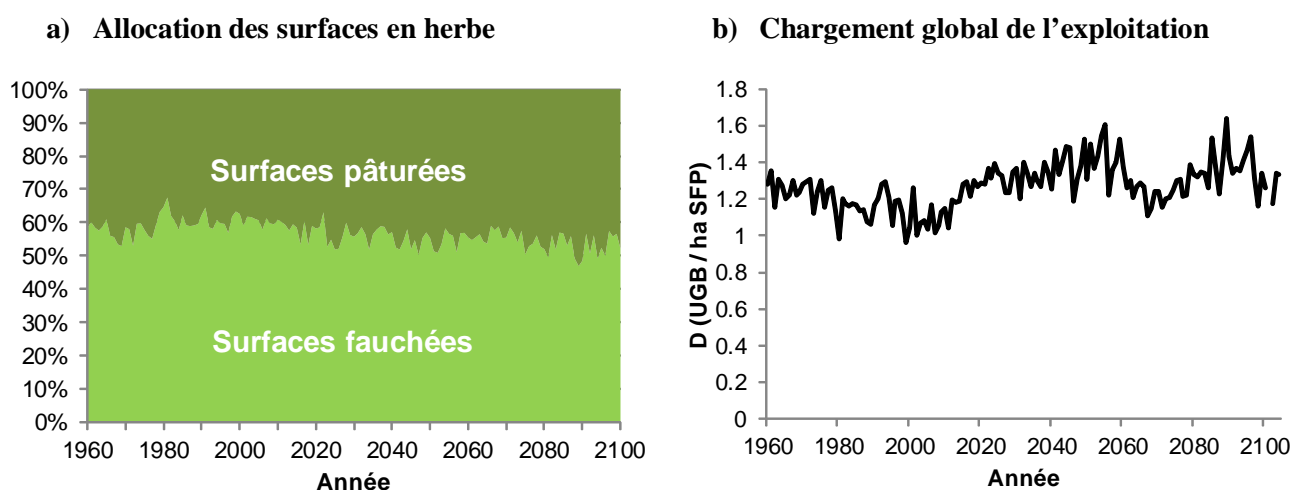 a) Allocation des surfaces en herbe
100%
90%
80%
70%
60%
50%
40%
30%
20%
10%
0%
Surfaces pâturées
Surfaces fauchées
1960 1980 2000 2020 2040 2060 2080 2100
Année
b) Chargement global de l’exploitation
D (UGB / ha SFP)
1.8
1.6
1.4
1.2
1
0.8
0.6
0.4
0.2
0
1960 1980 2000 2020 2040 2060 2080 2100
Année